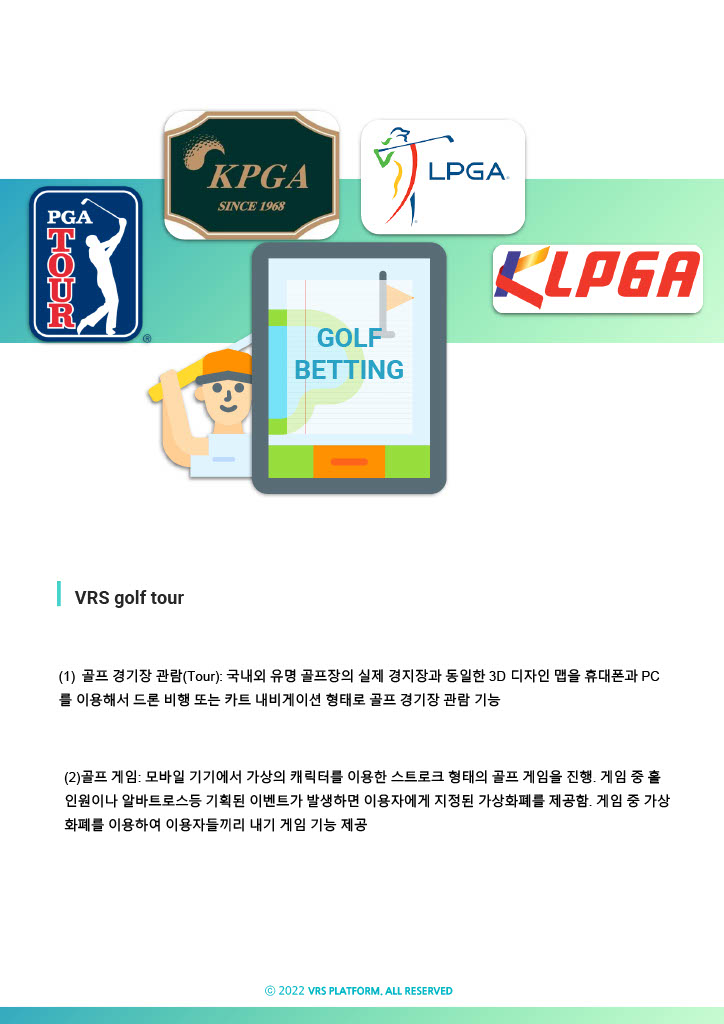 KPGA
SINCE 1968
LPGA
PGA
TOUR
®
KLPGA
GOLF
BETTING
VRS golf tour
(1) 골프 경기장 관람(Tour): 국내외 유명 골프장의 실제 경지장과 동일한 3D 디자인 맵을 휴대폰과 PC
를 이용해서 드론 비행 또는 카트 내비게이션 형태로 골프 경기장 관람 기능
(2)골프 게임: 모바일 기기에서 가상의 캐릭터를 이용한 스트로크 형태의 골프 게임을 진행. 게임 중 홀
인원이나 알바트로스등 기획된 이벤트가 발생하면 이용자에게 지정된 가상화폐를 제공함. 게임 중 가상
화폐를 이용하여 이용자들끼리 내기 게임 기능 제공
ⓒ 2022 VRS PLATFORM. ALL RESERVED